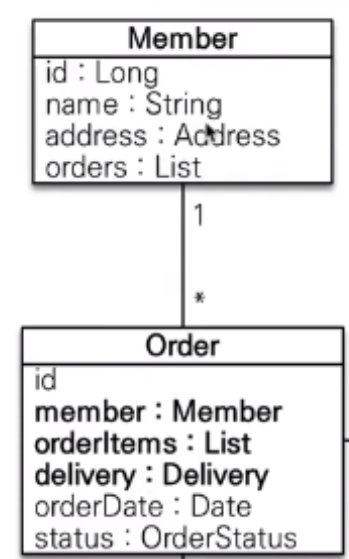 Member
id : Long
name : String
address : Address
orders : List
1
*
Order
id
member : Member
orderItems : List
delivery : Delivery
orderDate : Date
status : OrderStatus